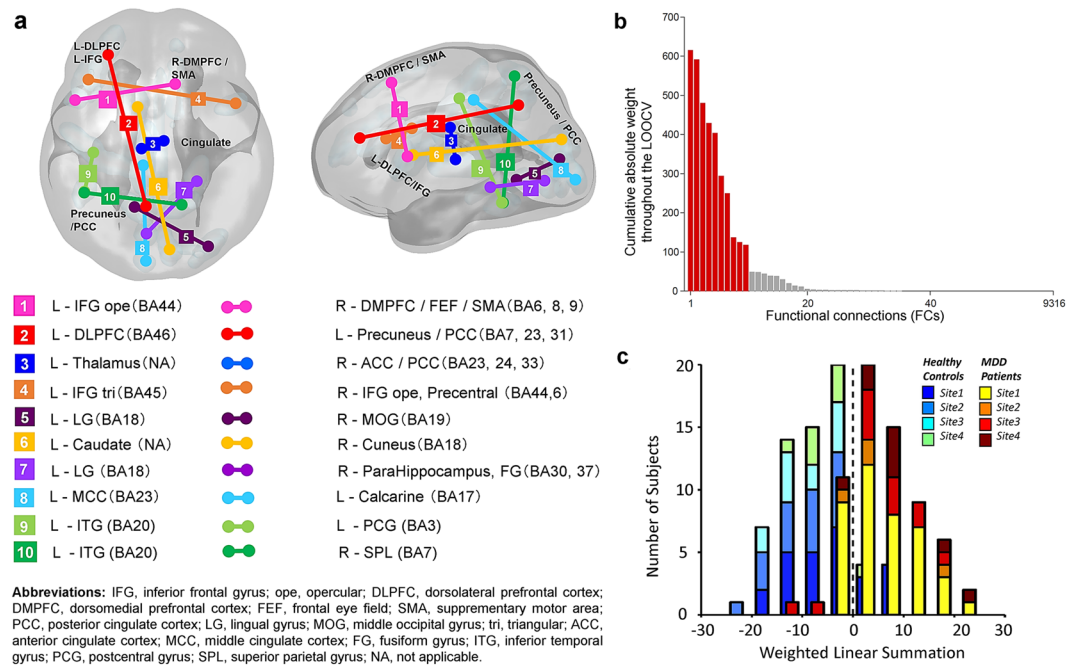 a
L-DLPFC
L-IFG
R-DMPFC /
SMA
1
4
2
3
Cingulate
9
6
7
10
Precuneus
/PCC
5
8
R-DMPFC / SMA
Precuneus / PCC
1
2
Cingulate
4
3
6
L-DLPFC/IFG
10
9
5
8
7
1 L - IFG ope(BA44) R - DMPFC / FEF / SMA(BA6, 8, 9)
2 L - DLPFC(BA46) L - Precuneus / PCC(BA7, 23, 31)
3 L - Thalamus(NA) R - ACC / PCC(BA23, 24, 33)
4 L - IFG tri(BA45) R - IFG ope, Precentral (BA44,6)
5 L - LG(BA18) R - MOG(BA19)
6 L - Caudate (NA) R - Cuneus(BA18)
7 L - LG (BA18) R - ParaHippocampus, FG(BA30, 37)
8 L - MCC(BA23) L - Calcarine (BA17)
9 L - ITG (BA20) L - PCG (BA3)
10 L - ITG (BA20) R - SPL (BA7)
Abbreviations: IFG, inferior frontal gyrus; ope, opercular; DLPFC, dorsolateral prefrontal cortex;
DMPFC, dorsomedial prefrontal cortex; FEF, frontal eye field; SMA, supprementary motor area;
PCC, posterior cingulate cortex; LG, lingual gyrus; MOG, middle occipital gyrus; tri, triangular; ACC,
anterior cingulate cortex; MCC, middle cingulate cortex; FG, fusiform gyrus; ITG, inferior temporal
gyrus; PCG, postcentral gyrus; SPL, superior parietal gyrus; NA, not applicable.
b
Cumulative absolute weight
throughout the LOOCV
700
600
500
400
300
200
100
0
1 20 40 9316
Functional connections (FCs)
c
Number of Subjects
20
15
10
5
0
-30 -20 -10 0 10 20 30
Weighted Linear Summation
Healthy
Controls
Site1
Site2
Site3
Site4
MDD
Patients
Site1
Site2
Site3
Site4